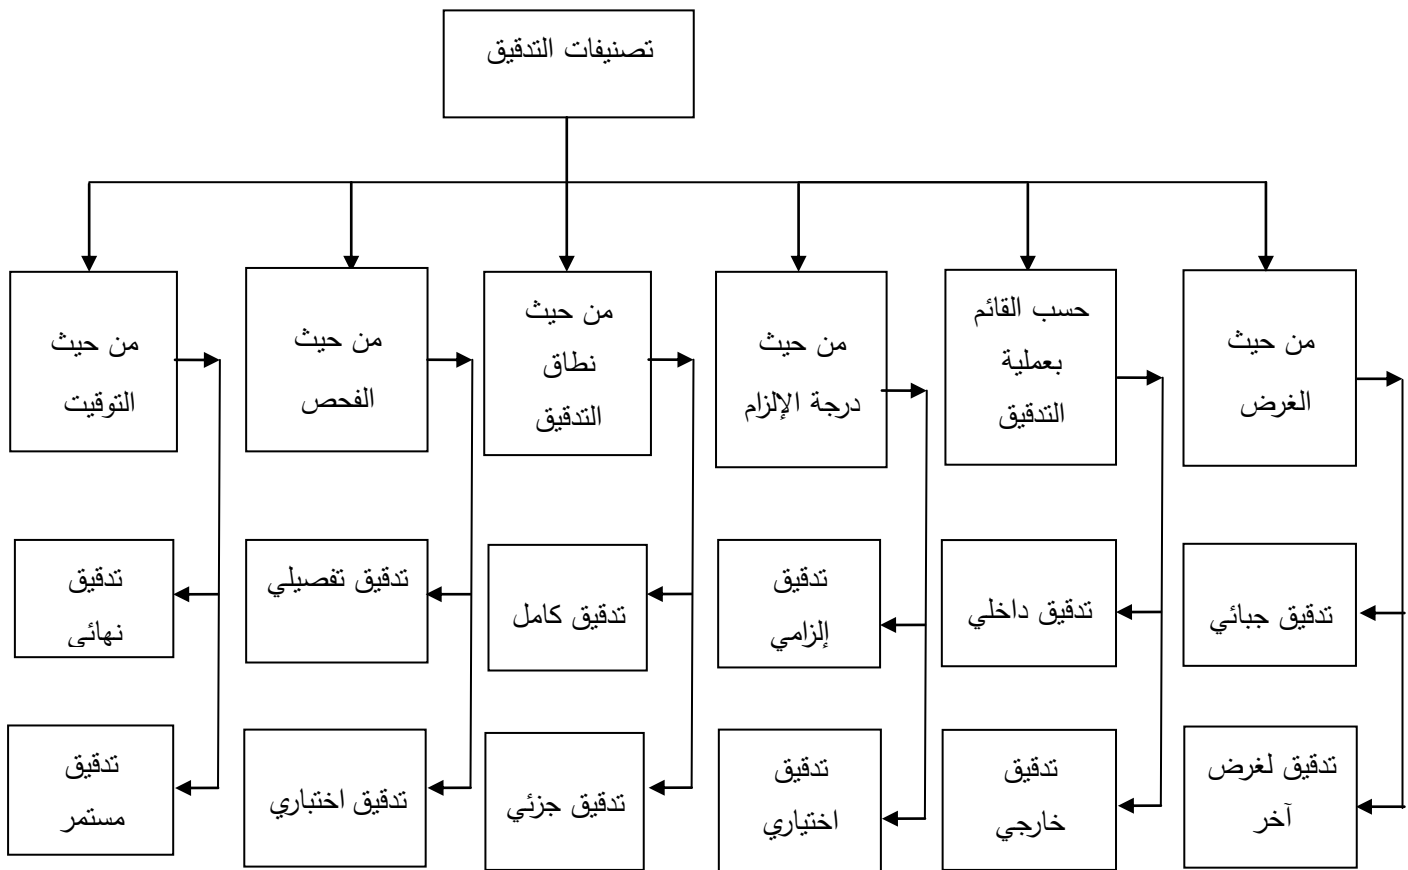 تصنيفات التدقيق
من حيث
الغرض
حسب القائم
بعملية
التدقيق
من حيث
درجة الإلزام
من حيث
نطاق
التدقيق
من حيث
الفحص
من حيث
التوقيت
تدقيق جبائي
تدقيق داخلي
تدقيق
إلزامي
تدقيق كامل
تدقيق تفصيلي
تدقيق
نهائي
تدقيق لغرض
آخر
تدقيق
خارجي
تدقيق
اختياري
تدقيق جزئي
تدقيق اختباري
تدقيق
مستمر